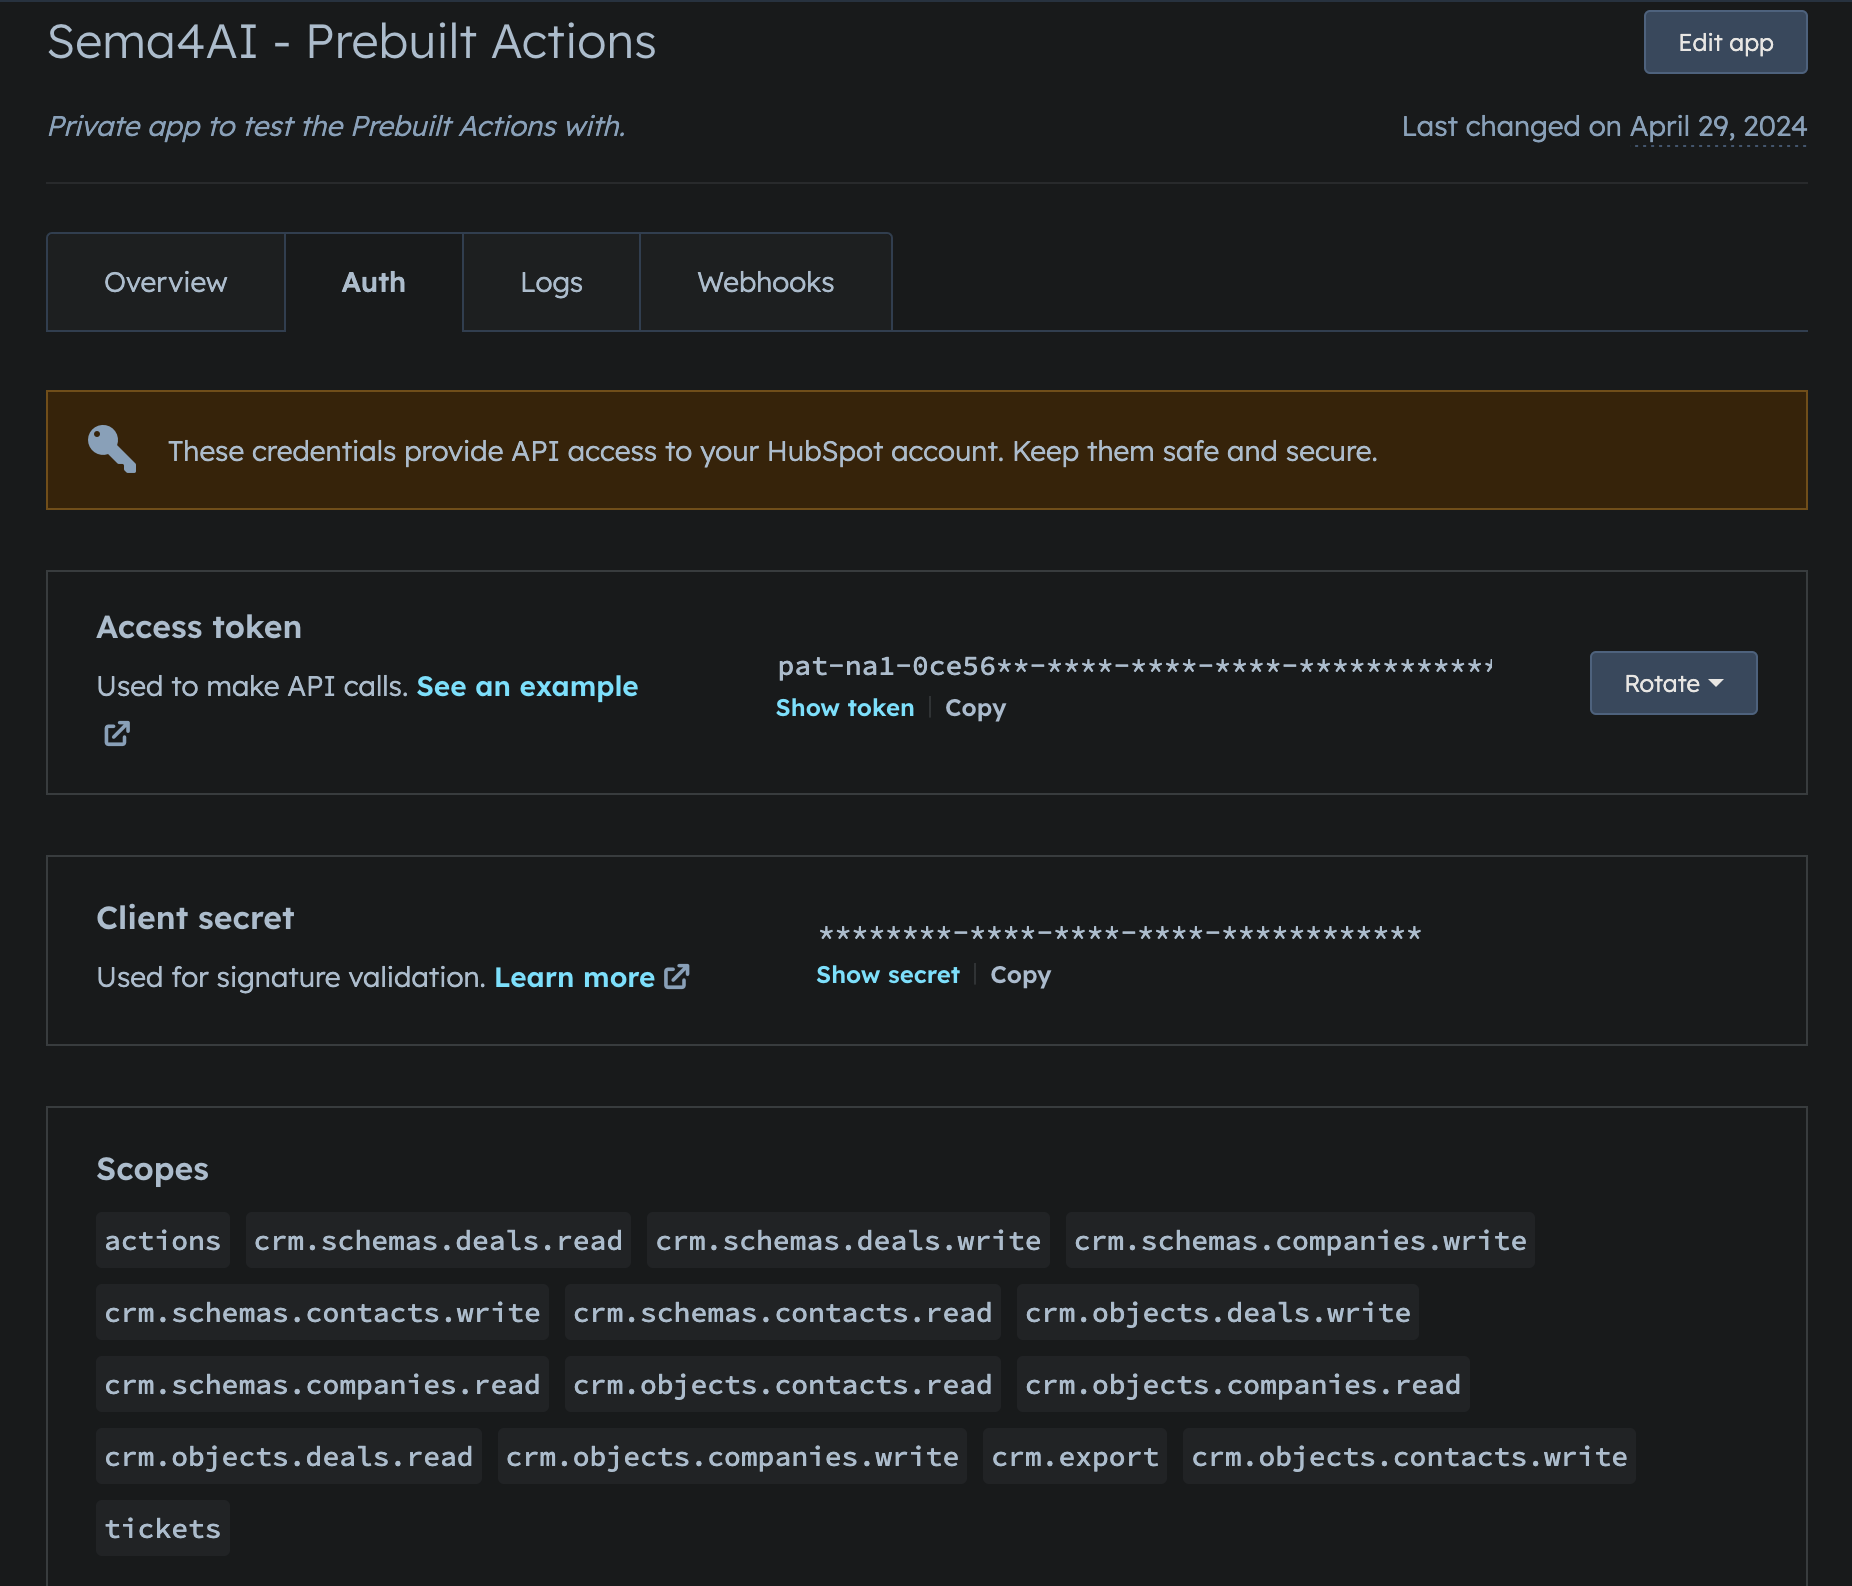 Sema4AI - Prebuilt Actions
Edit app
Private app to test the Prebuilt Actions with.
Last changed on April 29, 2024
Overview
Auth
Logs
Webhooks
These credentials provide API access to your HubSpot account. Keep them safe and secure.
Access token
Used to make API calls. See an example
pat-na1-0ce56**-****-****-****-************
Show token
Copy
Rotate
Client secret
Used for signature validation. Learn more
********-****-****-****-************
Show secret
Copy
Scopes
actions crm.schemas.deals.read crm.schemas.deals.write crm.schemas.companies.write
crm.schemas.contacts.write crm.schemas.contacts.read crm.objects.deals.write
crm.schemas.companies.read crm.objects.contacts.read crm.objects.companies.read
crm.objects.deals.read crm.objects.companies.write crm.export crm.objects.contacts.write
tickets